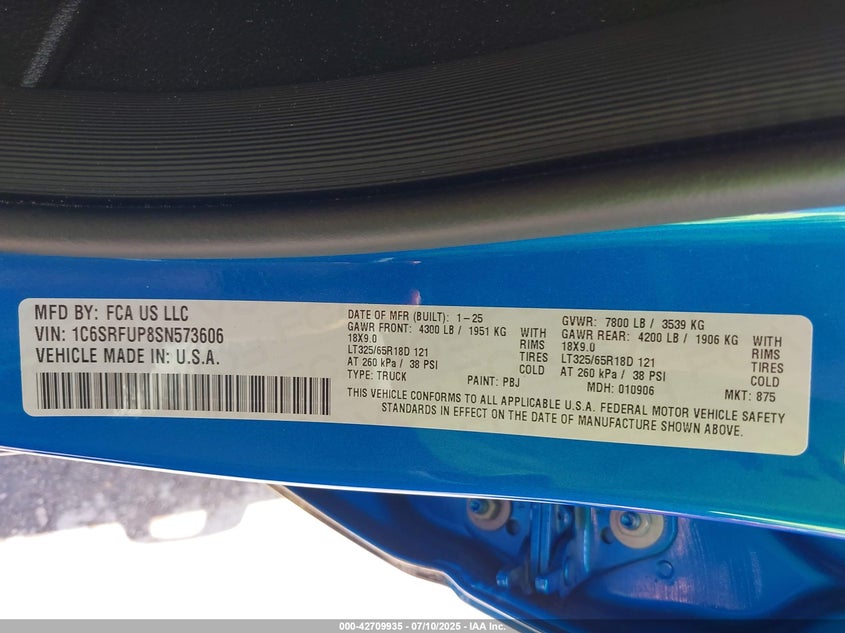 MFD BY: FCA US LLC
VIN: 1C6SRFUP8SN573606
VEHICLE MADE IN: U.S.A.
DATE OF MFR (BUILT): 1-25
GAWR FRONT: 4300 LB / 1951 KG WITH
18X9.0 RIMS
LT325/65R18D 121 TIRES
AT 260 kPa / 38 PSI COLD
TYPE: TRUCK PAINT: PBJ
GVWR: 7800 LB / 3539 KG
GAWR REAR: 4200 LB / 1906 KG WITH
18X9.0 RIMS
LT325/65R18D 121 TIRES
AT 260 kPa / 38 PSI COLD
MDH: 010906 MKT: 875
THIS VEHICLE CONFORMS TO ALL APPLICABLE U.S.A. FEDERAL MOTOR VEHICLE SAFETY
STANDARDS IN EFFECT ON THE DATE OF MANUFACTURE SHOWN ABOVE.
000-42709935 - 07/10/2025 - IAA Inc.